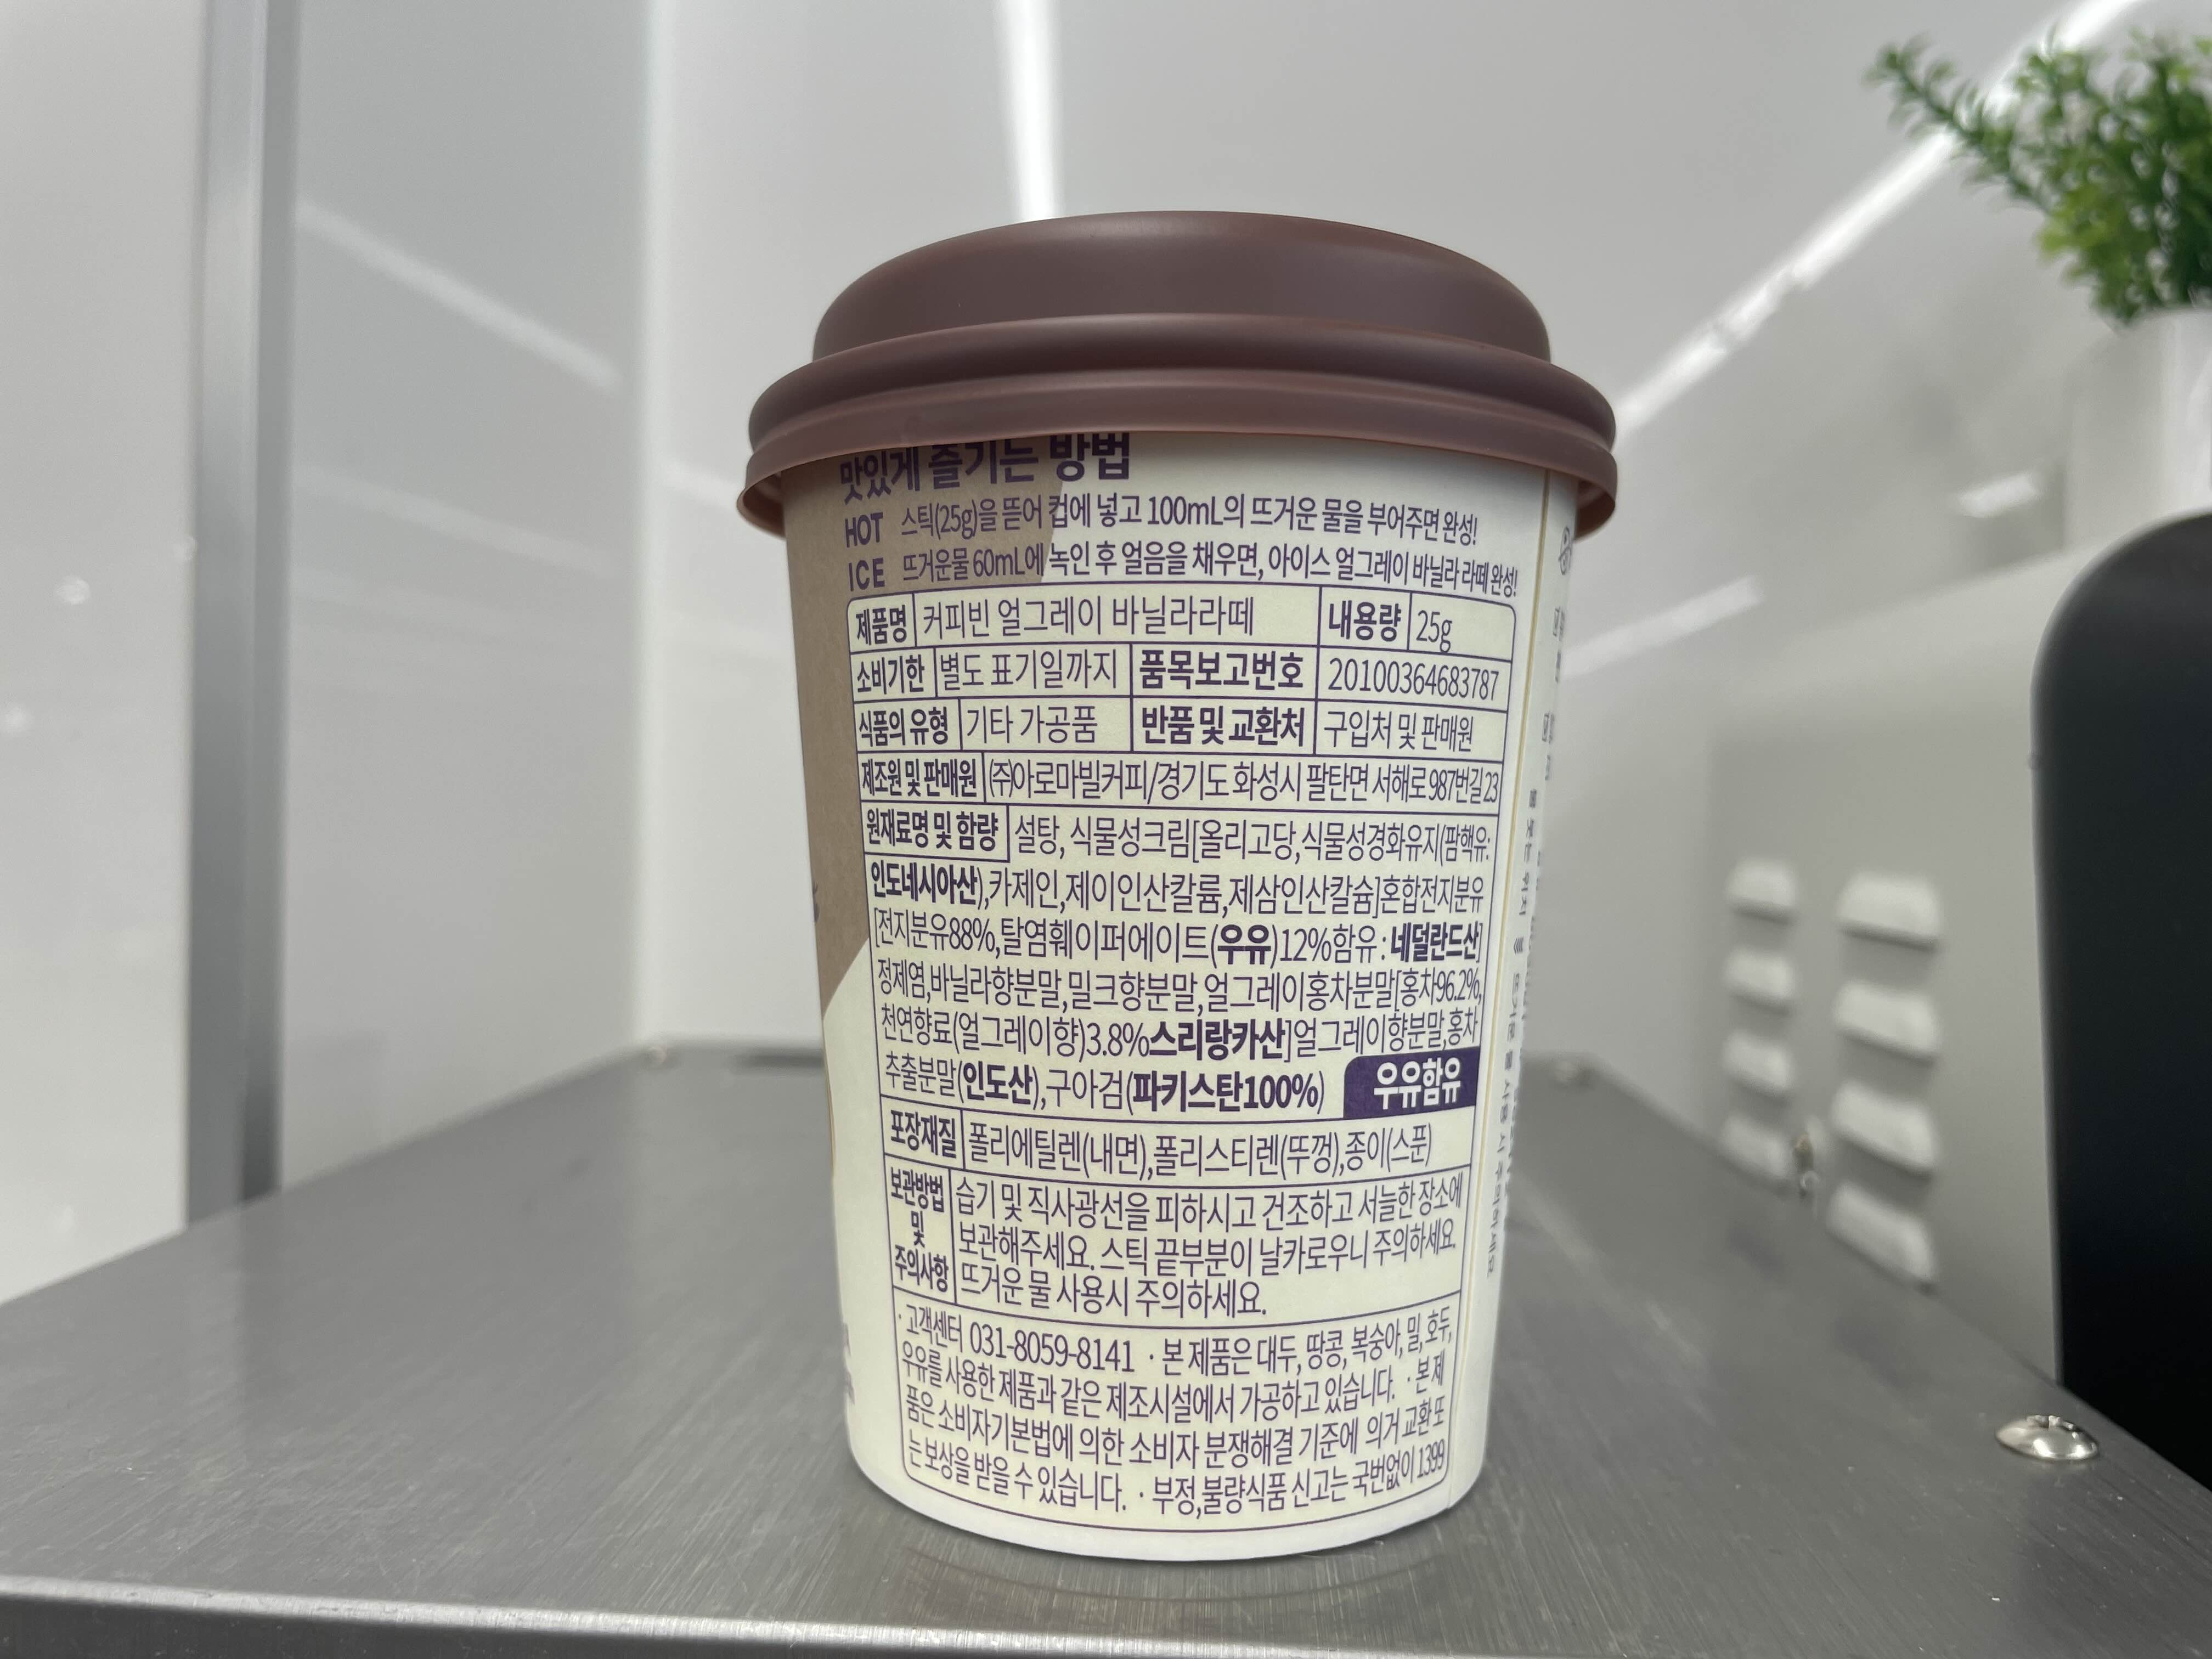 맛있게 즐기는 방법
HOT 스틱(25g)을 뜯어 컵에 넣고 100mL의 뜨거운 물을 부어주면 완성!
ICE 뜨거운물 60mL에 녹인 후 얼음을 채우면, 아이스 얼그레이 바닐라 라떼 완성!
제품명 커피빈 얼그레이 바닐라라떼 내용량 25g
소비기한 별도 표기일까지 품목보고번호 20100364683787
식품의 유형 기타 가공품 반품 및 교환처 구입처 및 판매원
제조원 및 판매원 (주)아로마빌커피/경기도 화성시 팔탄면 서해로 987번길 23
원재료명 및 함량 설탕, 식물성크림[올리고당,식물성경화유지(팜핵유:
인도네시아산),카제인,제이인산칼륨,제삼인산칼슘]혼합전지분유
[전지분유88%,탈염훼이퍼에이트(우유)12%함유:네덜란드산]
정제염,바닐라향분말,밀크향분말,얼그레이홍차분말[홍차96.2%,
천연향료(얼그레이향)3.8%스리랑카산]얼그레이향분말,홍차
추출분말(인도산),구아검(파키스탄100%) 우유함유
포장재질 폴리에틸렌(내면),폴리스티렌(뚜껑),종이(스푼)
보관방법 및 주의사항 습기 및 직사광선을 피하시고 건조하고 서늘한 장소에
보관해주세요. 스틱 끝부분이 날카로우니 주의하세요.
뜨거운 물 사용시 주의하세요.
· 고객센터 031-8059-8141 · 본 제품은 대두, 땅콩, 복숭아, 밀, 호두,
우유를 사용한 제품과 같은 제조시설에서 가공하고 있습니다. · 본 제
품은 소비자기본법에 의한 소비자 분쟁해결 기준에 의거 교환 또
는 보상을 받을 수 있습니다. · 부정,불량식품 신고는 국번없이 1399